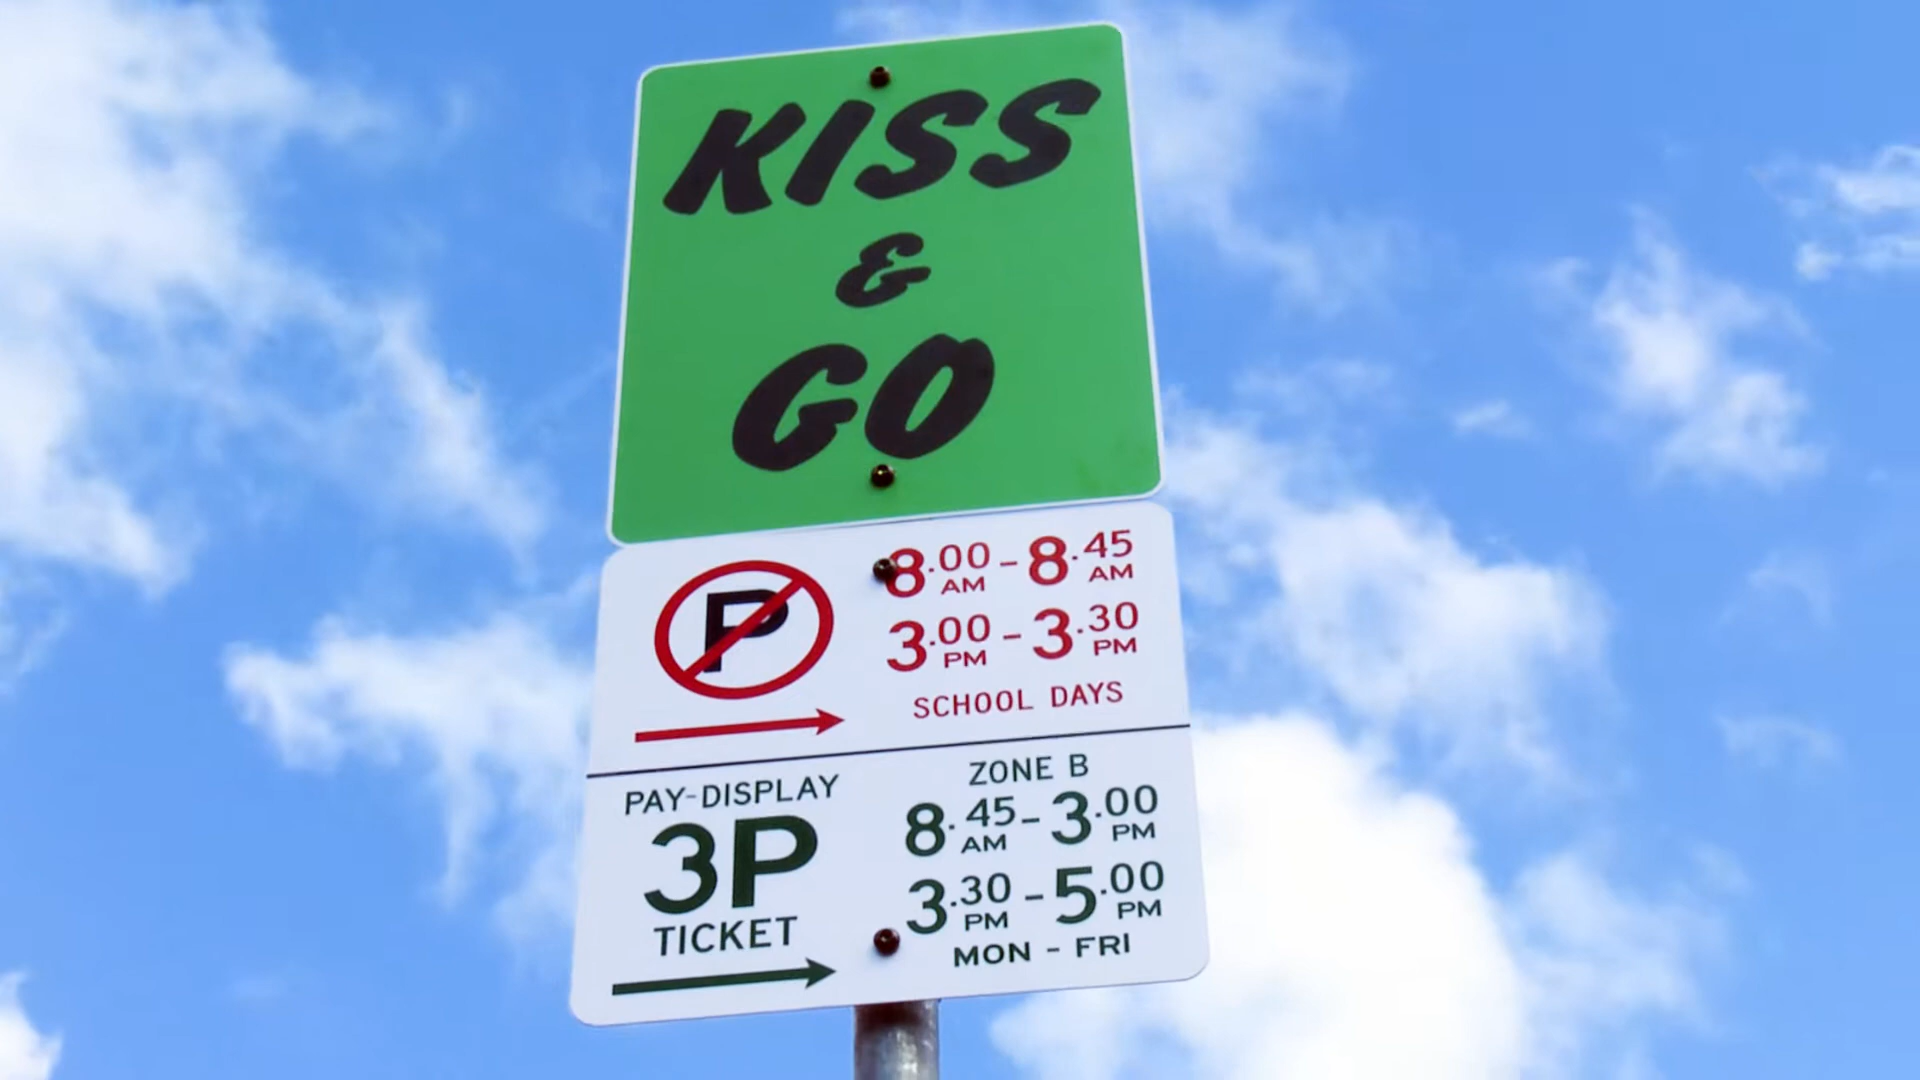 KISS
&
GO
P 8.00 AM - 8.45 AM
3.00 PM - 3.30 PM
SCHOOL DAYS
PAY-DISPLAY
3P
TICKET
ZONE B
8.45 AM - 3.00 PM
3.30 PM - 5.00 PM
MON - FRI